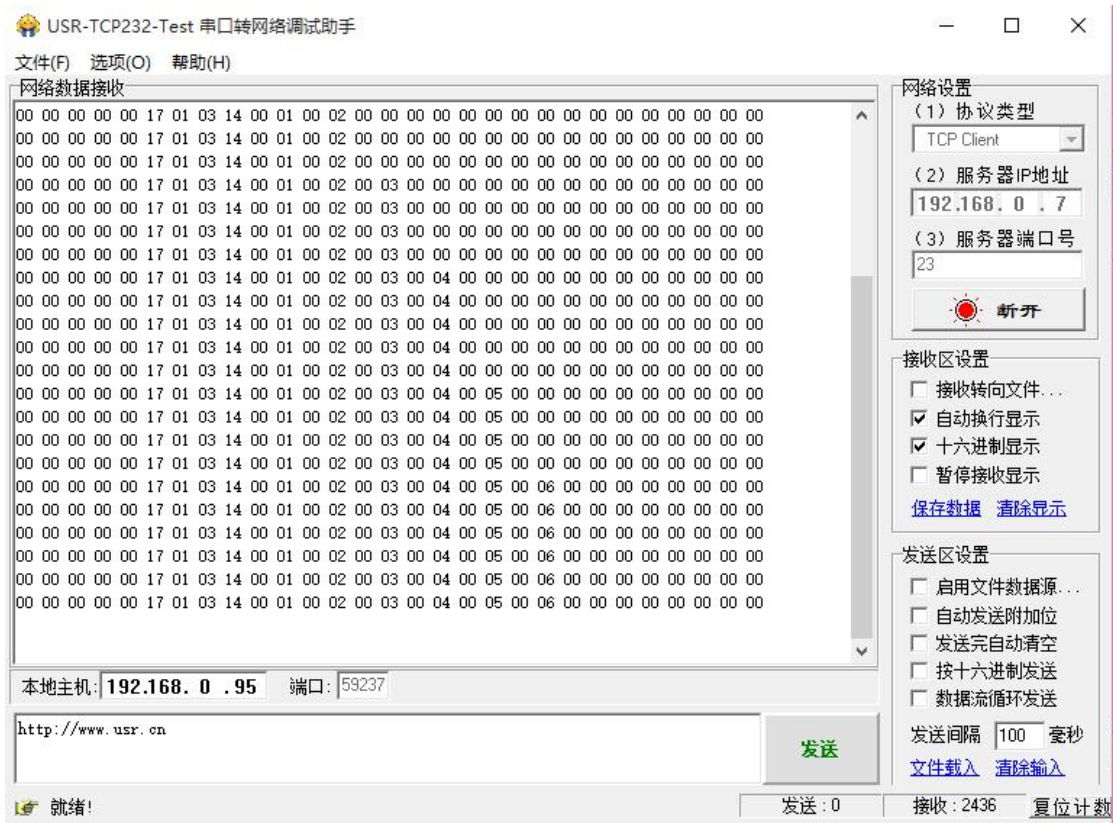 USR-TCP232-Test 串口转网络调试助手
文件(F) 选项(O) 帮助(H)
网络数据接收
00 00 00 00 00 17 01 03 14 00 01 00 02 00 00 00 00 00 00 00 00 00 00 00 00 00 00 00 00
00 00 00 00 00 17 01 03 14 00 01 00 02 00 00 00 00 00 00 00 00 00 00 00 00 00 00 00 00
00 00 00 00 00 17 01 03 14 00 01 00 02 00 00 00 00 00 00 00 00 00 00 00 00 00 00 00 00
00 00 00 00 00 17 01 03 14 00 01 00 02 00 03 00 00 00 00 00 00 00 00 00 00 00 00 00 00
00 00 00 00 00 17 01 03 14 00 01 00 02 00 03 00 00 00 00 00 00 00 00 00 00 00 00 00 00
00 00 00 00 00 17 01 03 14 00 01 00 02 00 03 00 00 00 00 00 00 00 00 00 00 00 00 00 00
00 00 00 00 00 17 01 03 14 00 01 00 02 00 03 00 00 00 00 00 00 00 00 00 00 00 00 00 00
00 00 00 00 00 17 01 03 14 00 01 00 02 00 03 00 04 00 00 00 00 00 00 00 00 00 00 00 00
00 00 00 00 00 17 01 03 14 00 01 00 02 00 03 00 04 00 00 00 00 00 00 00 00 00 00 00 00
00 00 00 00 00 17 01 03 14 00 01 00 02 00 03 00 04 00 00 00 00 00 00 00 00 00 00 00 00
00 00 00 00 00 17 01 03 14 00 01 00 02 00 03 00 04 00 00 00 00 00 00 00 00 00 00 00 00
00 00 00 00 00 17 01 03 14 00 01 00 02 00 03 00 04 00 00 00 00 00 00 00 00 00 00 00 00
00 00 00 00 00 17 01 03 14 00 01 00 02 00 03 00 04 00 05 00 00 00 00 00 00 00 00 00 00
00 00 00 00 00 17 01 03 14 00 01 00 02 00 03 00 04 00 05 00 00 00 00 00 00 00 00 00 00
00 00 00 00 00 17 01 03 14 00 01 00 02 00 03 00 04 00 05 00 00 00 00 00 00 00 00 00 00
00 00 00 00 00 17 01 03 14 00 01 00 02 00 03 00 04 00 05 00 00 00 00 00 00 00 00 00 00
00 00 00 00 00 17 01 03 14 00 01 00 02 00 03 00 04 00 05 00 06 00 00 00 00 00 00 00 00
00 00 00 00 00 17 01 03 14 00 01 00 02 00 03 00 04 00 05 00 06 00 00 00 00 00 00 00 00
00 00 00 00 00 17 01 03 14 00 01 00 02 00 03 00 04 00 05 00 06 00 00 00 00 00 00 00 00
00 00 00 00 00 17 01 03 14 00 01 00 02 00 03 00 04 00 05 00 06 00 00 00 00 00 00 00 00
00 00 00 00 00 17 01 03 14 00 01 00 02 00 03 00 04 00 05 00 06 00 00 00 00 00 00 00 00
00 00 00 00 00 17 01 03 14 00 01 00 02 00 03 00 04 00 05 00 06 00 00 00 00 00 00 00 00
本地主机: 192.168. 0 .95 端口: 59237
http://www.usr.cn
发送
网络设置
(1) 协议类型
TCP Client
(2) 服务器IP地址
192.168. 0 . 7
(3) 服务器端口号
23
断开
接收区设置
接收转向文件...
自动换行显示
十六进制显示
暂停接收显示
保存数据 清除显示
发送区设置
启用文件数据源...
自动发送附加位
发送完自动清空
按十六进制发送
数据流循环发送
发送间隔 100 毫秒
文件载入 清除输入
就绪! 发送:0 接收:2436 复位计数